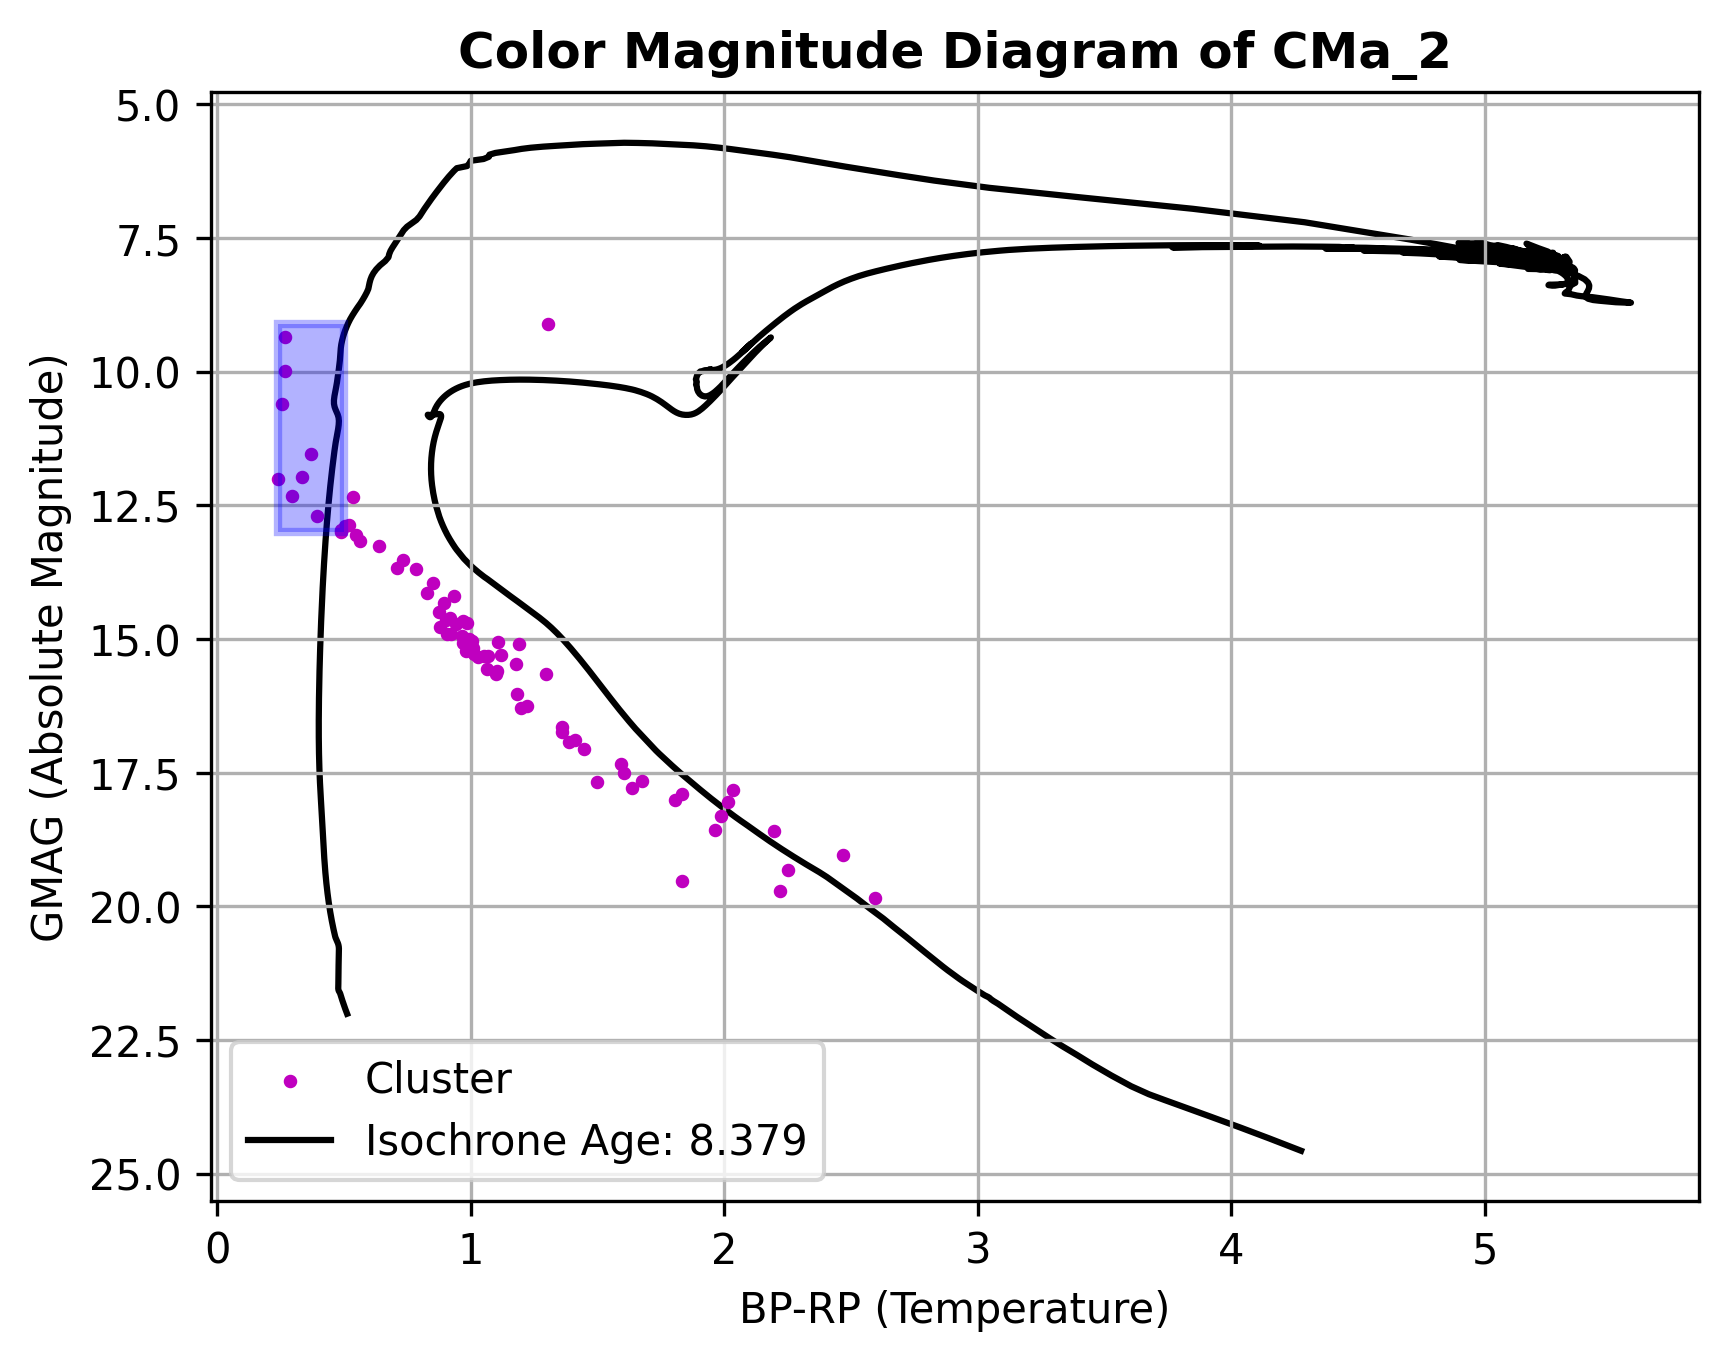 Color Magnitude Diagram of CMa_2
GMAG (Absolute Magnitude)
5.0
7.5
10.0
12.5
15.0
17.5
20.0
22.5
25.0
Cluster
Isochrone Age: 8.379
0 1 2 3 4 5
BP-RP (Temperature)